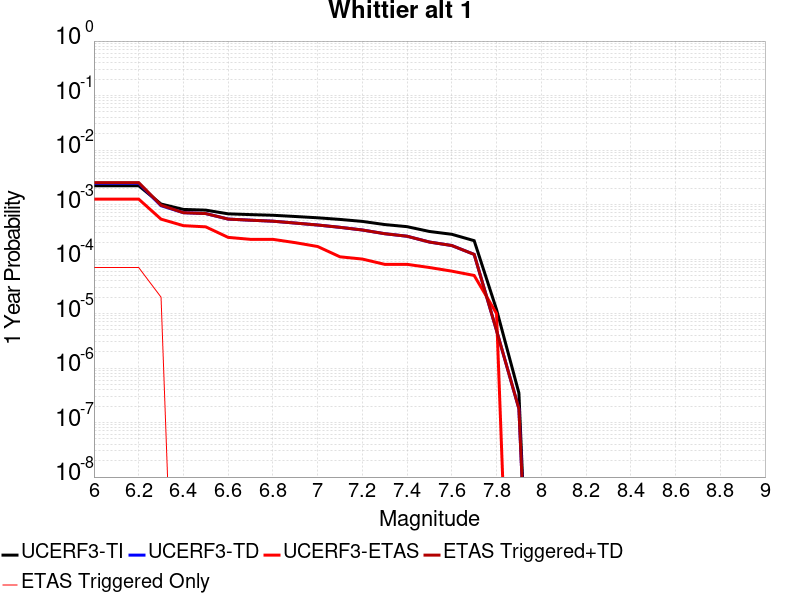 Whittier alt 1
10^0
10^-1
10^-2
10^-3
10^-4
10^-5
10^-6
10^-7
10^-8
1 Year Probability
6 6.2 6.4 6.6 6.8 7 7.2 7.4 7.6 7.8 8 8.2 8.4 8.6 8.8 9
Magnitude
UCERF3-TI UCERF3-TD UCERF3-ETAS ETAS Triggered+TD
ETAS Triggered Only